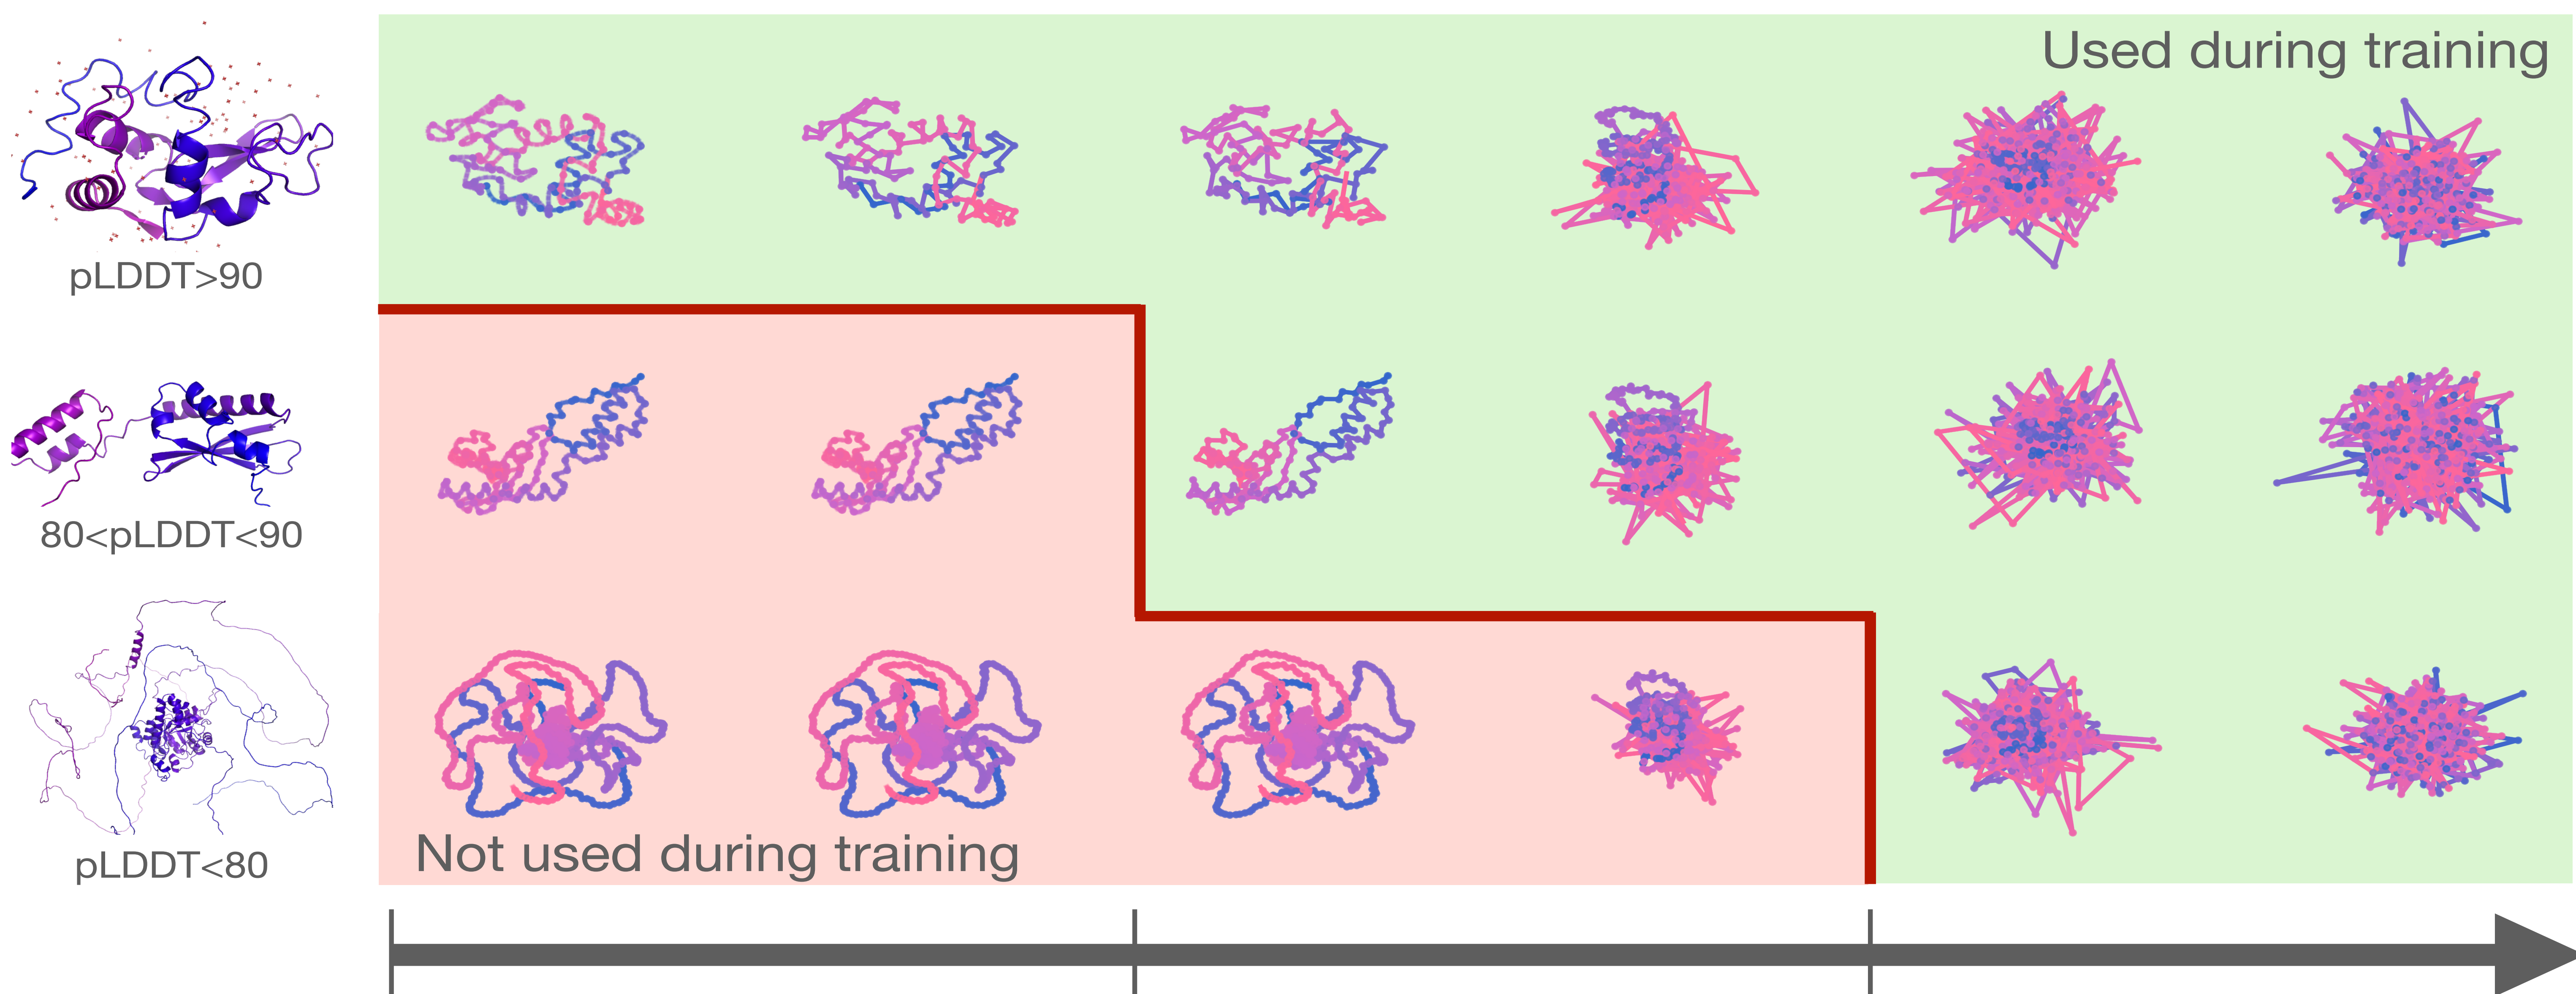 Used during training
pLDDT>90
80<pLDDT<90
Not used during training
pLDDT<80